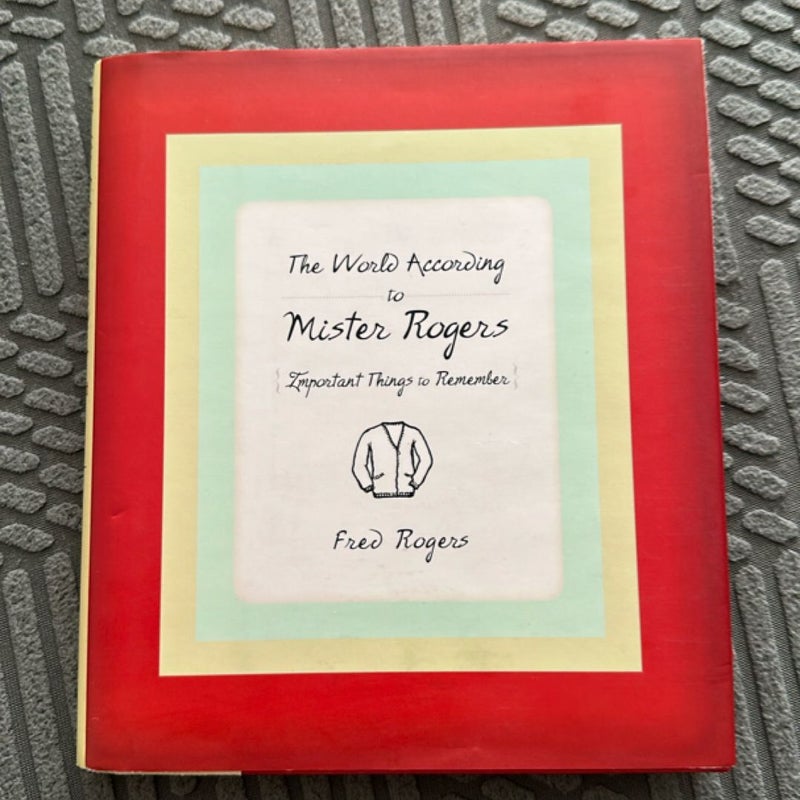 The World According
to
Mister Rogers
{Important Things to Remember}
Fred Rogers